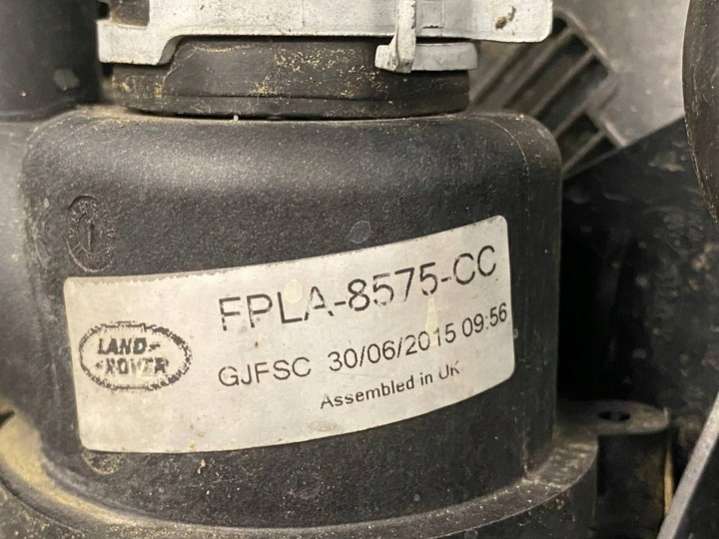 FPLA-8575-CC
LAND-
-ROVER
GJFSC 30/06/2015 09:56
Assembled in UK